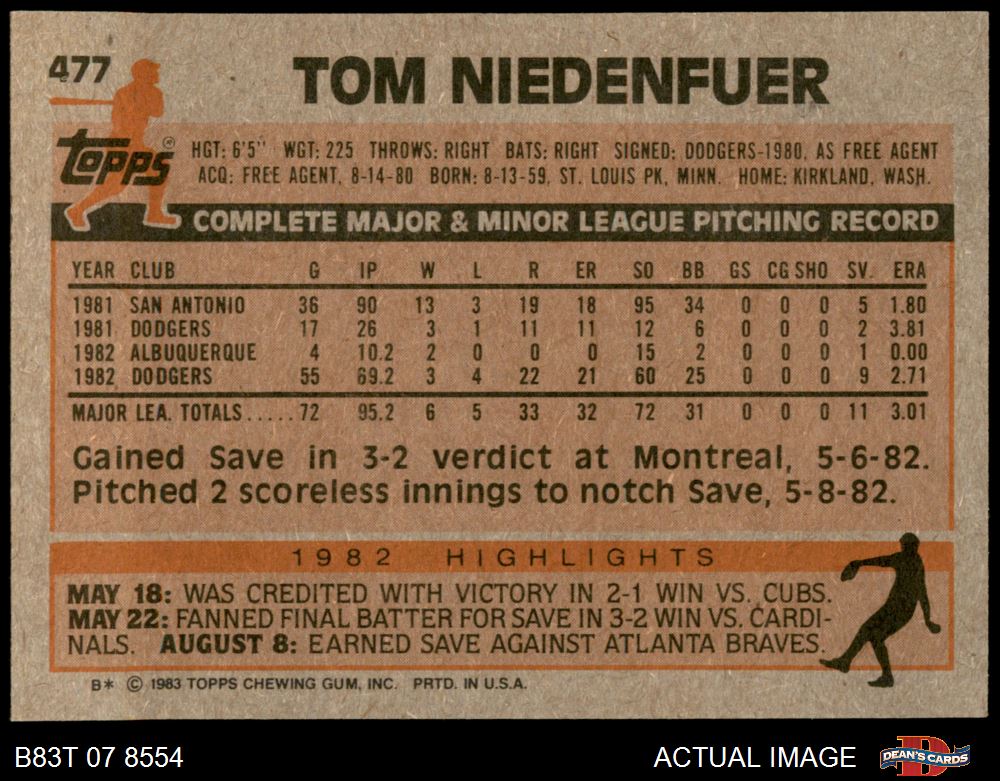 477
TOM NIEDENFUER
Topps®
HGT: 6'5" WGT: 225 THROWS: RIGHT BATS: RIGHT SIGNED: DODGERS-1980, AS FREE AGENT
ACQ: FREE AGENT, 8-14-80 BORN: 8-13-59, ST. LOUIS PK, MINN. HOME: KIRKLAND, WASH.
COMPLETE MAJOR & MINOR LEAGUE PITCHING RECORD
YEAR CLUB G IP W L R ER SO BB GS CG SHO SV. ERA
1981 SAN ANTONIO 36 90 13 3 19 18 95 34 0 0 0 5 1.80
1981 DODGERS 17 26 3 1 11 11 12 6 0 0 0 2 3.81
1982 ALBUQUERQUE 4 10.2 2 0 0 0 15 2 0 0 0 1 0.00
1982 DODGERS 55 69.2 3 4 22 21 60 25 0 0 0 9 2.71
MAJOR LEA. TOTALS.....72 95.2 6 5 33 32 72 31 0 0 0 11 3.01
Gained Save in 3-2 verdict at Montreal, 5-6-82.
Pitched 2 scoreless innings to notch Save, 5-8-82.
1982 HIGHLIGHTS
MAY 18: WAS CREDITED WITH VICTORY IN 2-1 WIN VS. CUBS.
MAY 22: FANNED FINAL BATTER FOR SAVE IN 3-2 WIN VS. CARDI-
NALS. AUGUST 8: EARNED SAVE AGAINST ATLANTA BRAVES.
B* © 1983 TOPPS CHEWING GUM, INC. PRTD. IN U.S.A.
B83T 07 8554 ACTUAL IMAGE DEAN'S CARDS